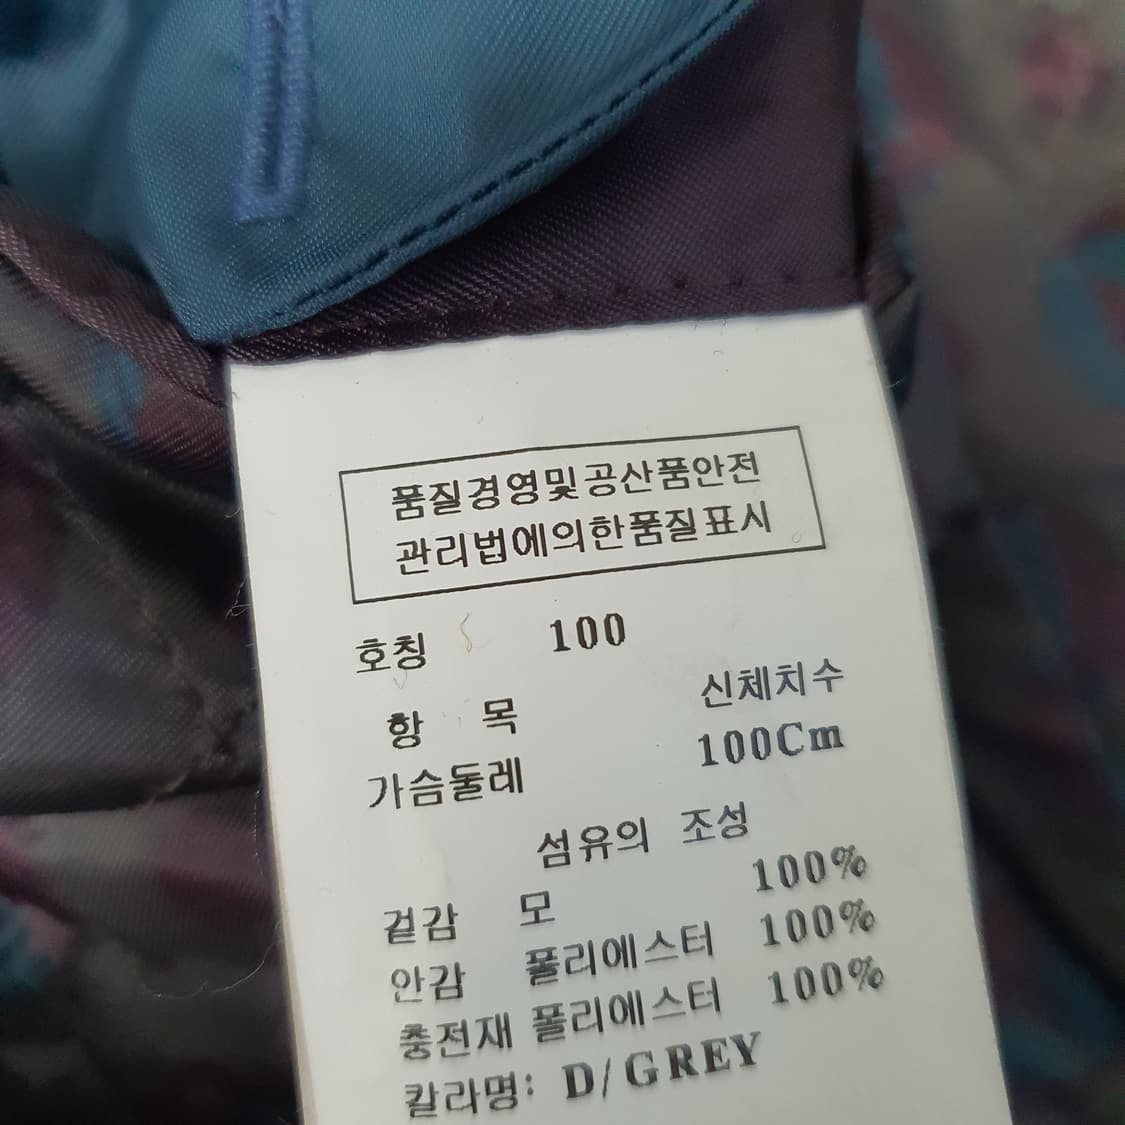 품질경영및공산품안전
관리법에의한품질표시
호칭 100
항 목 신체치수
가슴둘레 100Cm
섬유의 조성
겉감 모 100%
안감 폴리에스터 100%
충전재 폴리에스터 100%
칼라명: D/GREY